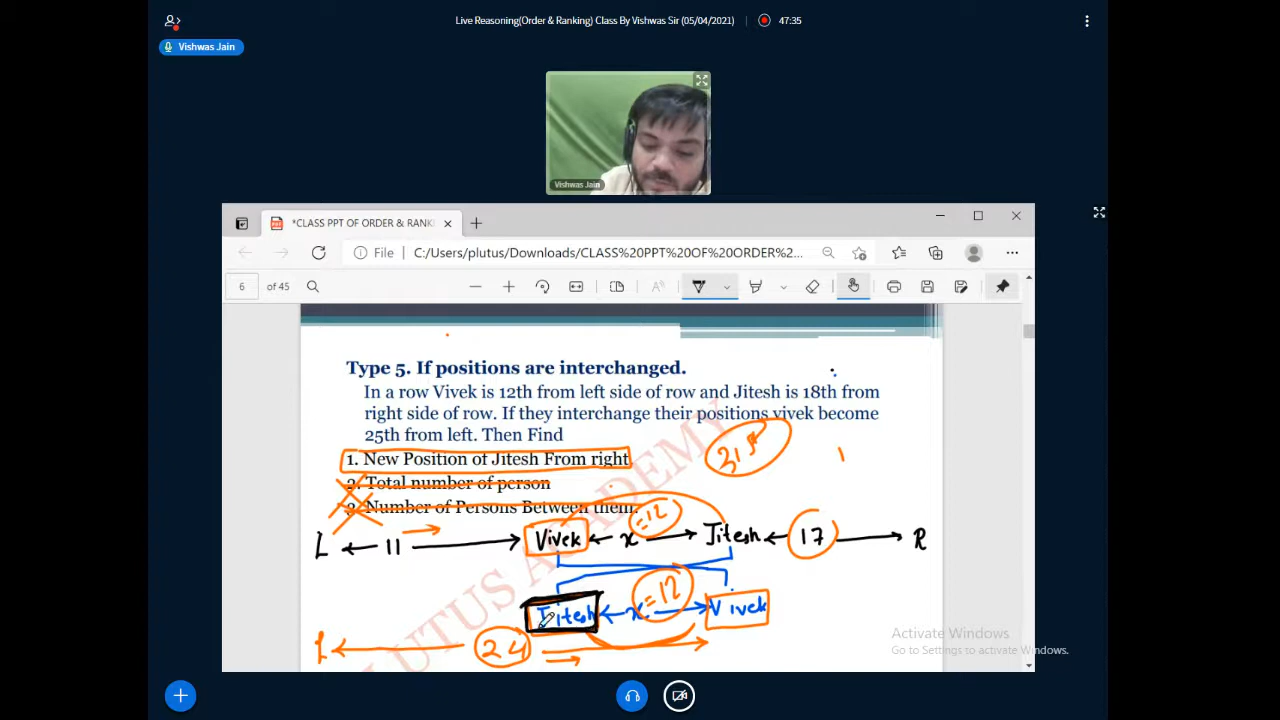 Live Reasoning(Order & Ranking) Class By Vishwas Sir (05/04/2021)
47:35
Vishwas Jain
Vishwas Jain
*CLASS PPT OF ORDER & RANKI
File
C:/Users/plutus/Downloads/CLASS%20PPT%20OF%20ORDER%2...
6 of 45
Type 5. If positions are interchanged.
In a row Vivek is 12th from left side of row and Jitesh is 18th from
right side of row. If they interchange their positions vivek become
25th from left. Then Find
1. New Position of Jitesh From right
31st
2. Total number of person
3. Number of Persons Between them.
L 11 Vivek x =12 Jitesh 17 R
Jitesh x =12 Vivek
L 24
LUTUS ACADEMY
Activate Windows
Go to Settings to activate Windows.